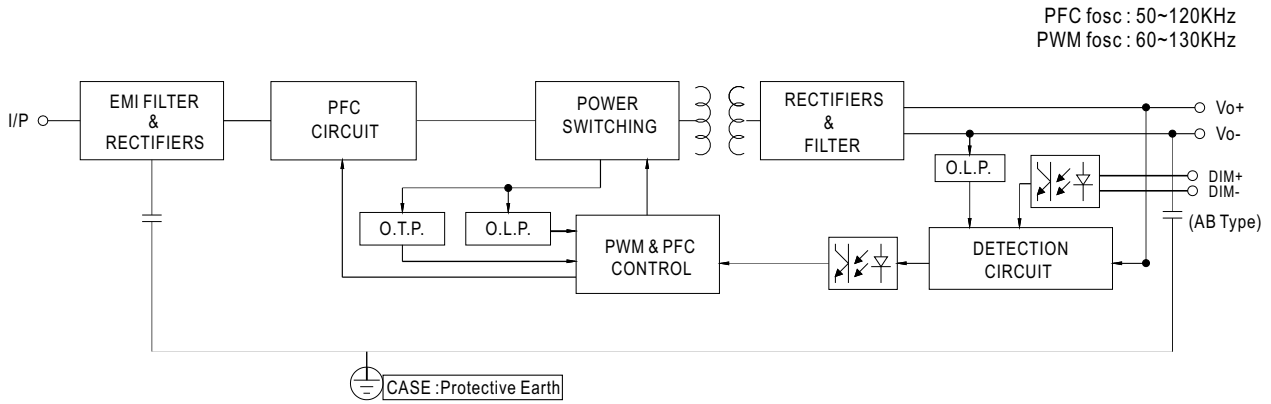 PFC fosc : 50~120KHz
PWM fosc : 60~130KHz
I/P
EMI FILTER
&
RECTIFIERS
PFC
CIRCUIT
POWER
SWITCHING
RECTIFIERS
&
FILTER
Vo+
Vo-
O.L.P.
DIM+
DIM-
(AB Type)
O.T.P.
O.L.P.
PWM & PFC
CONTROL
DETECTION
CIRCUIT
CASE :Protective Earth